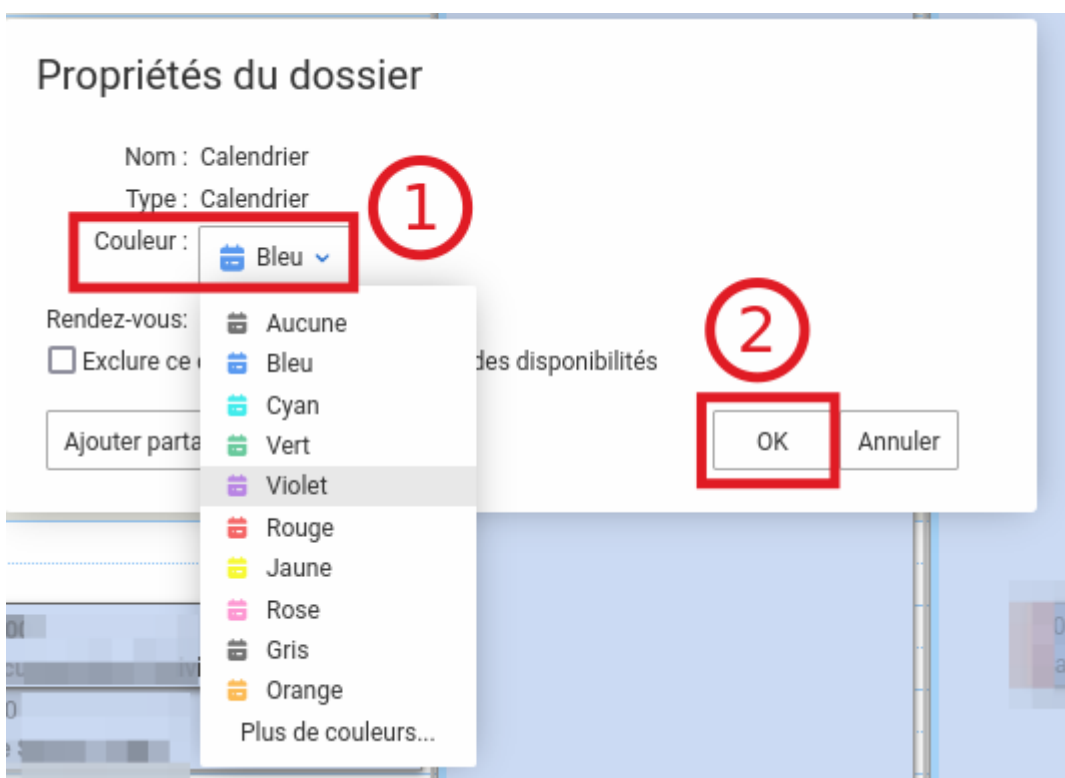 Propriétés du dossier
Nom : Calendrier
1
Type : Calendrier
Couleur : Bleu
Rendez-vous:
Aucune
2
Exclure ce des disponibilités
Bleu
Cyan
Ajouter parta
Vert
OK
Annuler
Violet
Rouge
Jaune
Rose
Gris
Orange
Plus de couleurs...